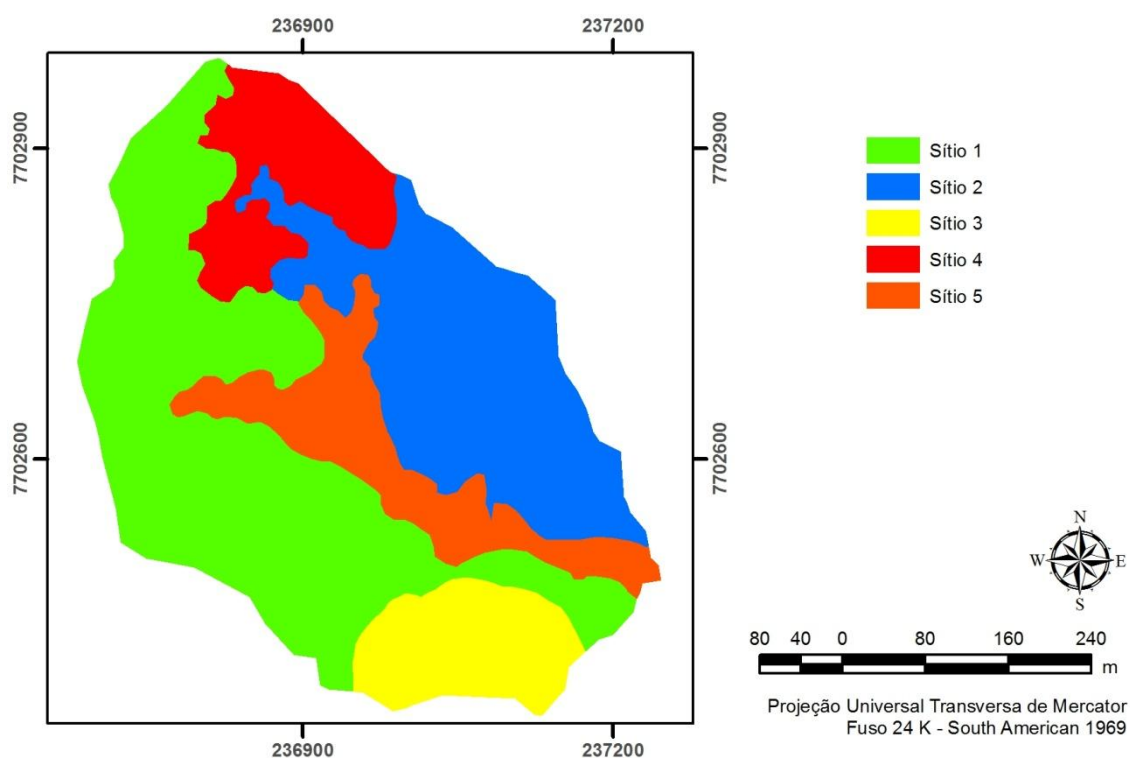 236900 237200
7702900 7702900
7702600 7702600
236900 237200
Sítio 1
Sítio 2
Sítio 3
Sítio 4
Sítio 5
N
W E
S
80 40 0 80 160 240
m
Projeção Universal Transversa de Mercator
Fuso 24 K - South American 1969